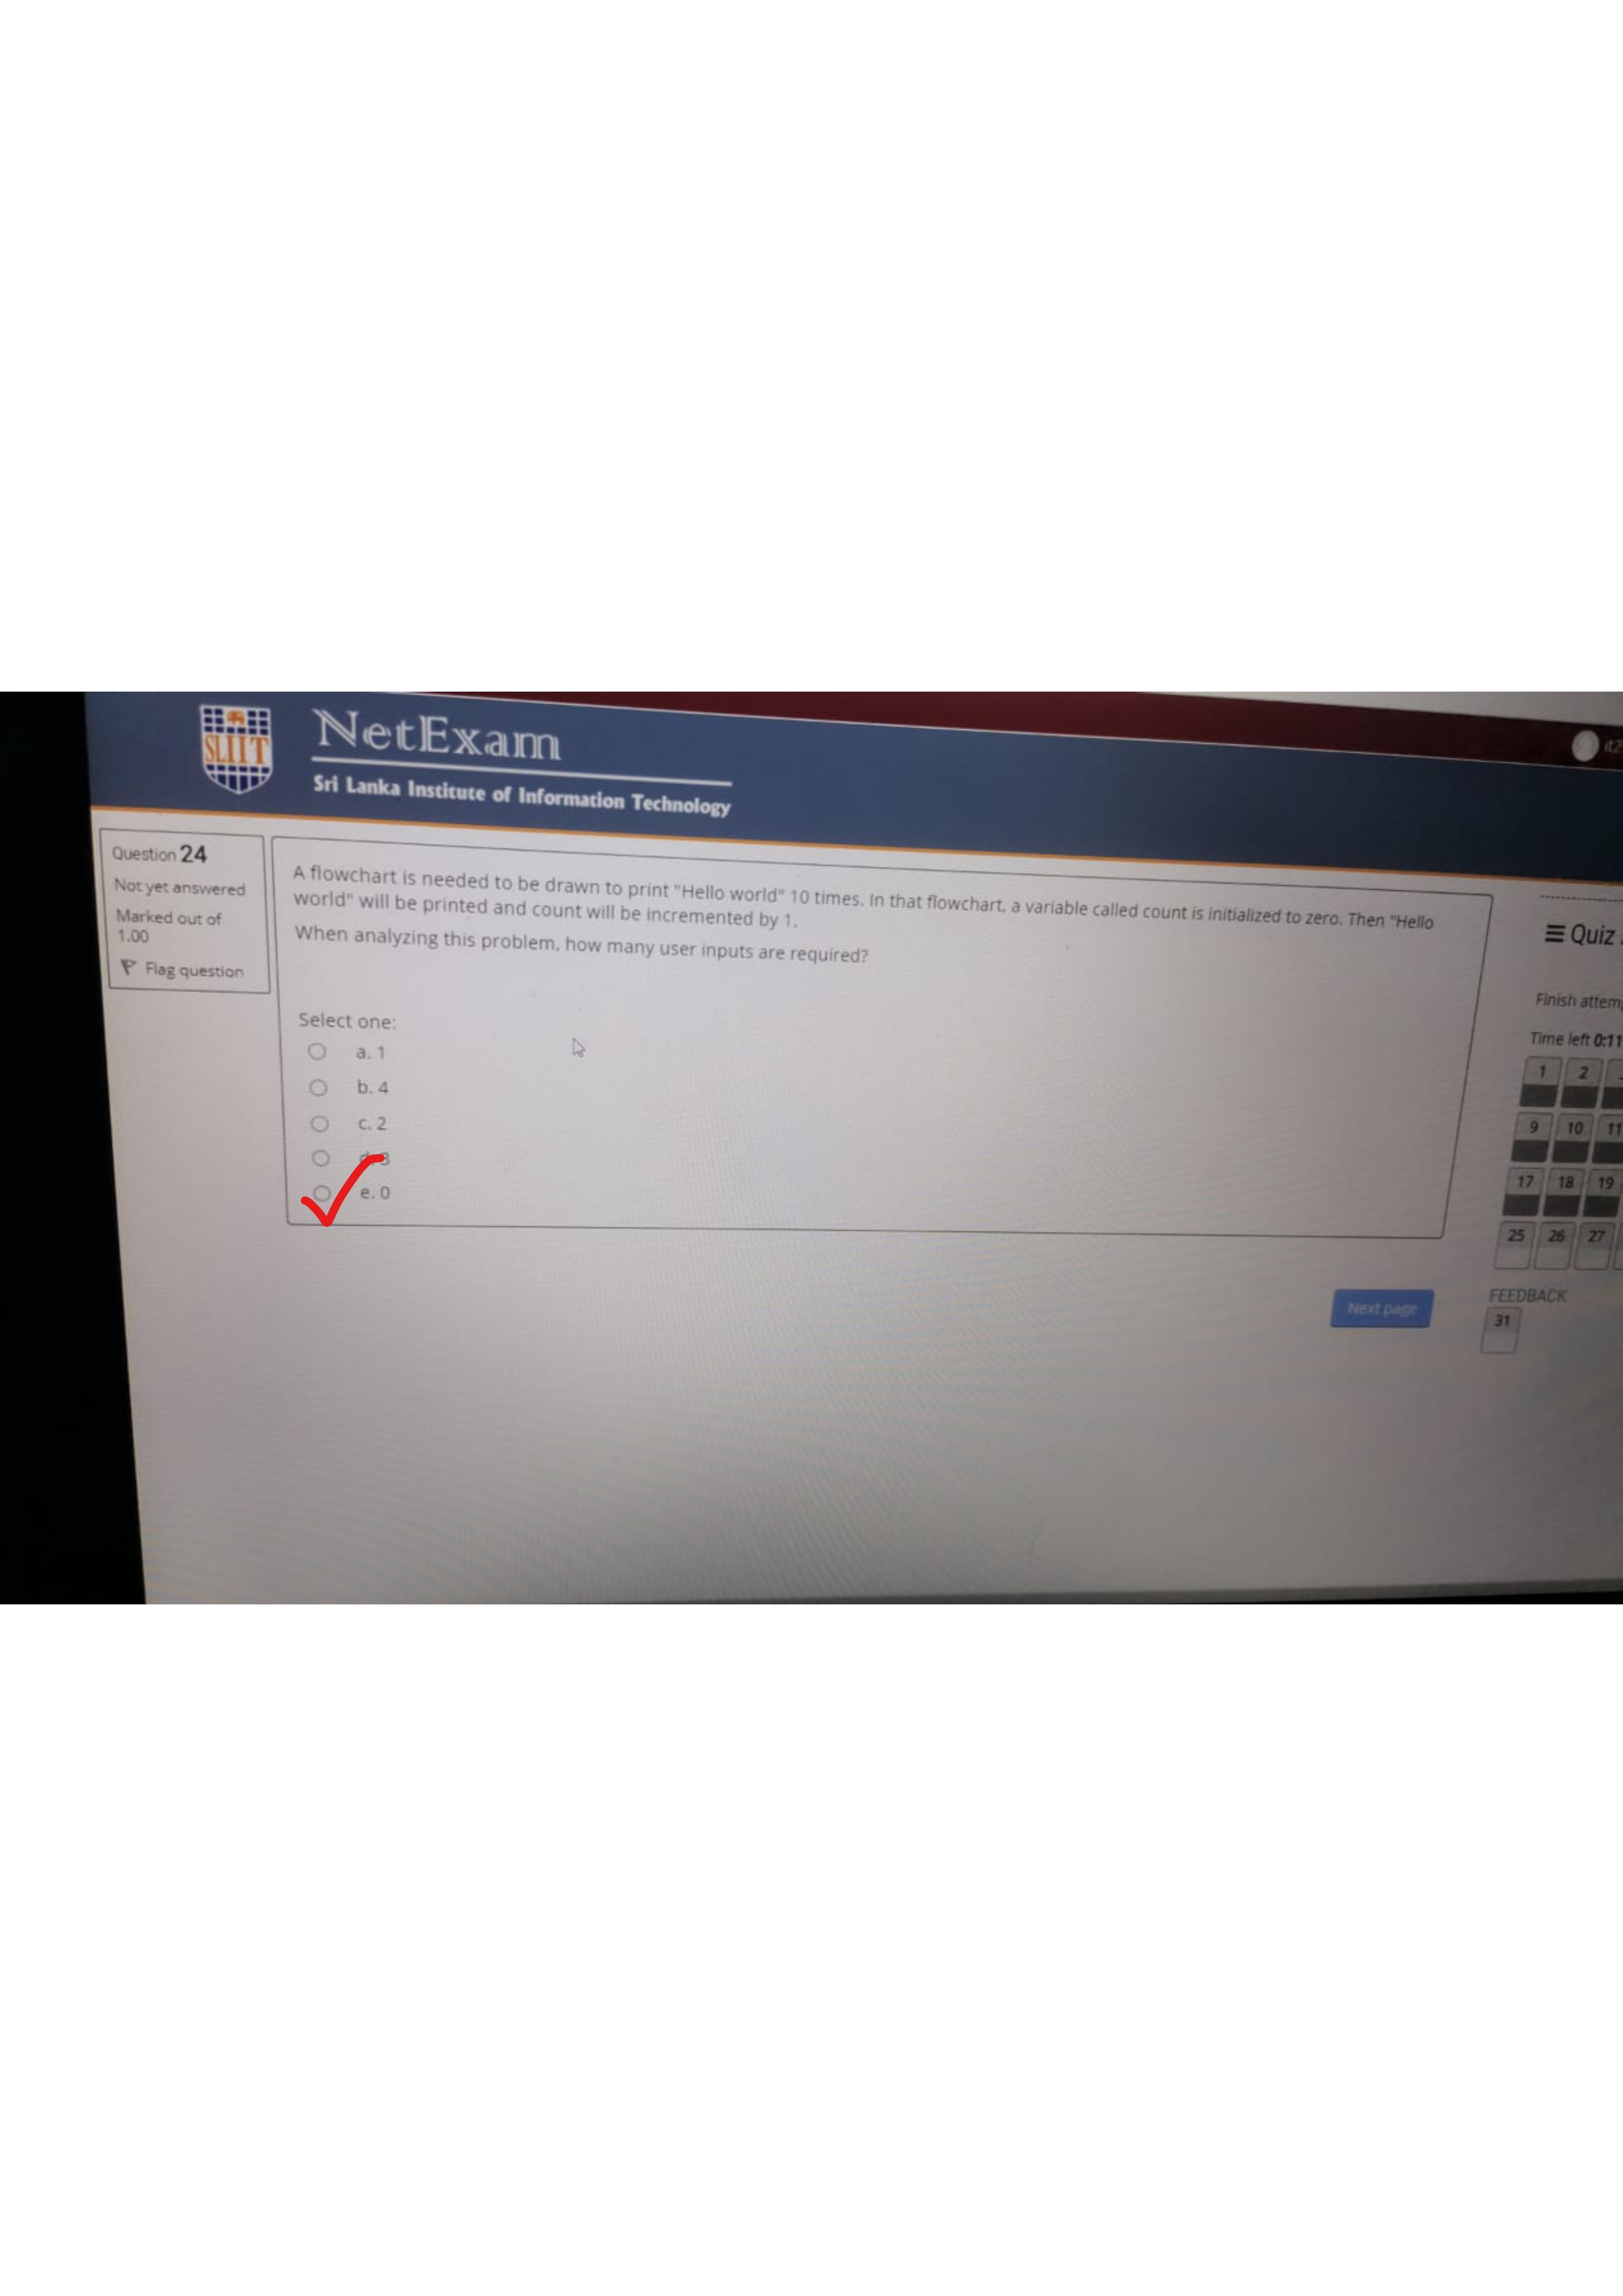 SLIIT
NetExam
Sri Lanka Institute of Information Technology
Question 24
Not yet answered
Marked out of
1.00
Flag question
A flowchart is needed to be drawn to print "Hello world" 10 times. In that flowchart, a variable called count is initialized to zero. Then "Hello
world" will be printed and count will be incremented by 1.
When analyzing this problem, how many user inputs are required?
Select one:
a. 1
b. 4
c. 2
d. 3
e. 0
Next page
Quiz
Finish attem
Time left 0:11
1 2
9 10 11
17 18 19
25 26 27
FEEDBACK
31